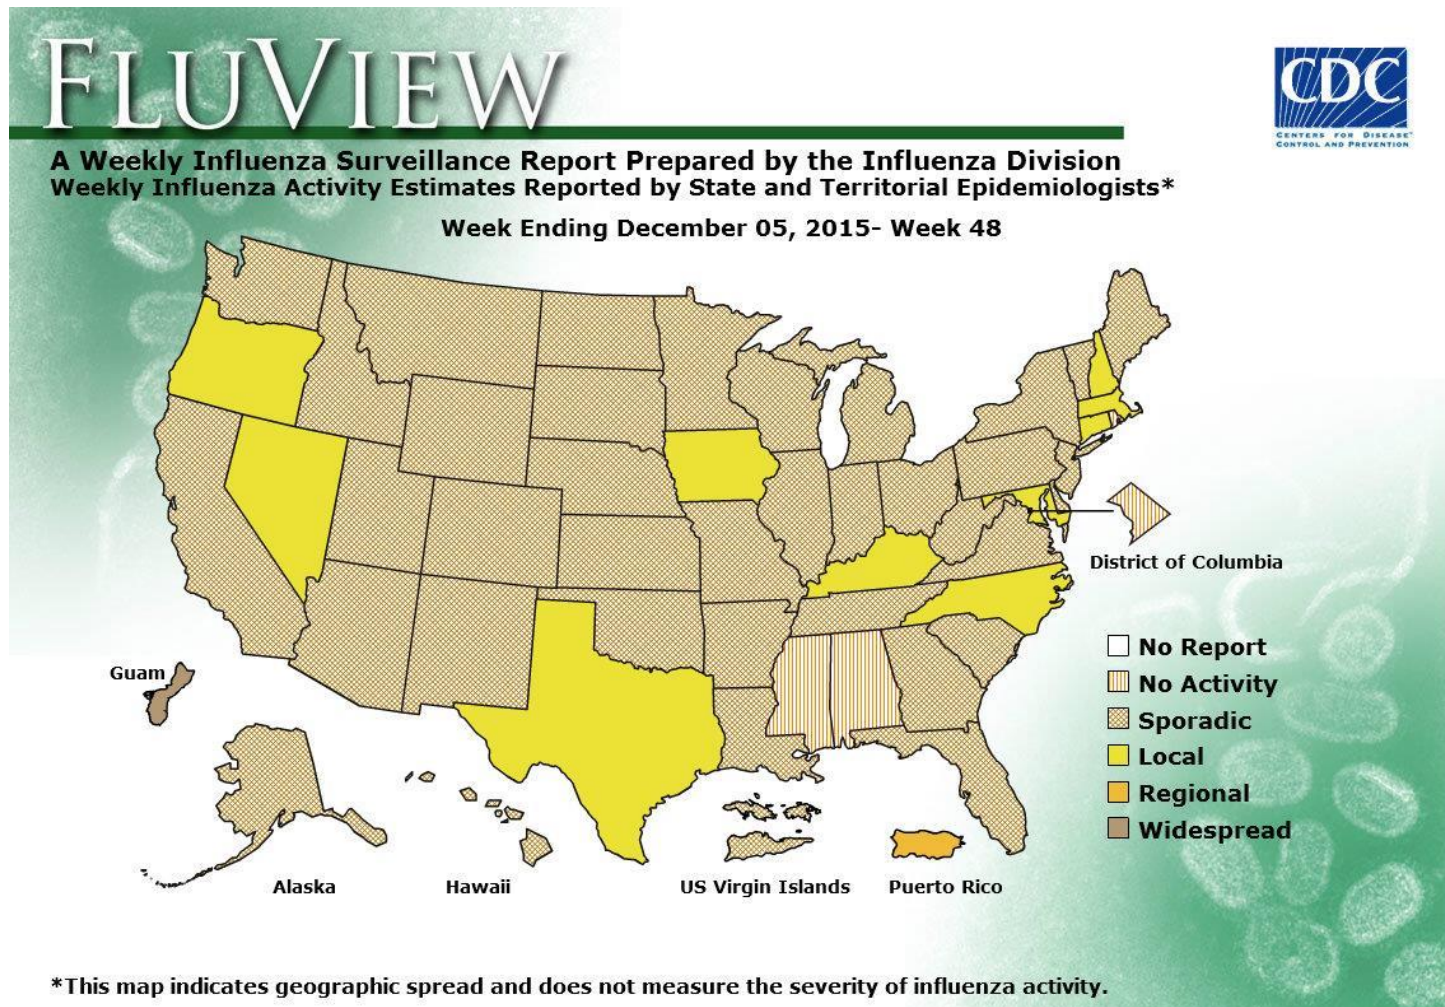 FLUVIEW
CDC
CENTERS FOR DISEASE™
CONTROL AND PREVENTION
A Weekly Influenza Surveillance Report Prepared by the Influenza Division
Weekly Influenza Activity Estimates Reported by State and Territorial Epidemiologists*
Week Ending December 05, 2015- Week 48
District of Columbia
No Report
Guam
No Activity
Sporadic
Local
Regional
Widespread
Alaska
Hawaii
US Virgin Islands
Puerto Rico
*This map indicates geographic spread and does not measure the severity of influenza activity.